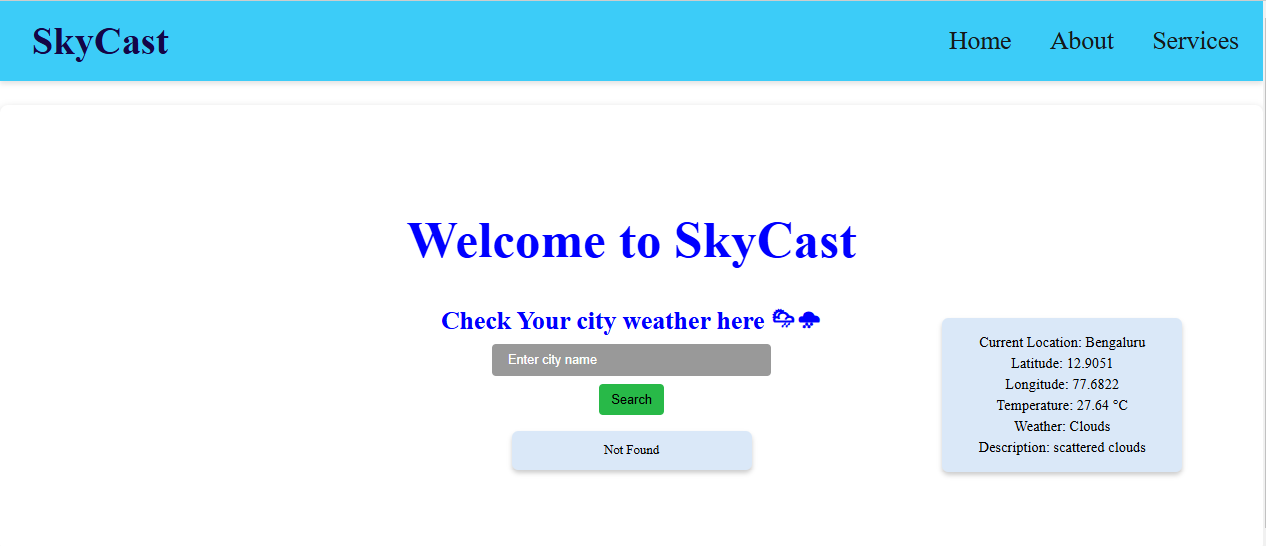 SkyCast
Home About Services
Welcome to SkyCast
Check Your city weather here 🌦🌧
Enter city name
Search
Not Found
Current Location: Bengaluru
Latitude: 12.9051
Longitude: 77.6822
Temperature: 27.64 °C
Weather: Clouds
Description: scattered clouds